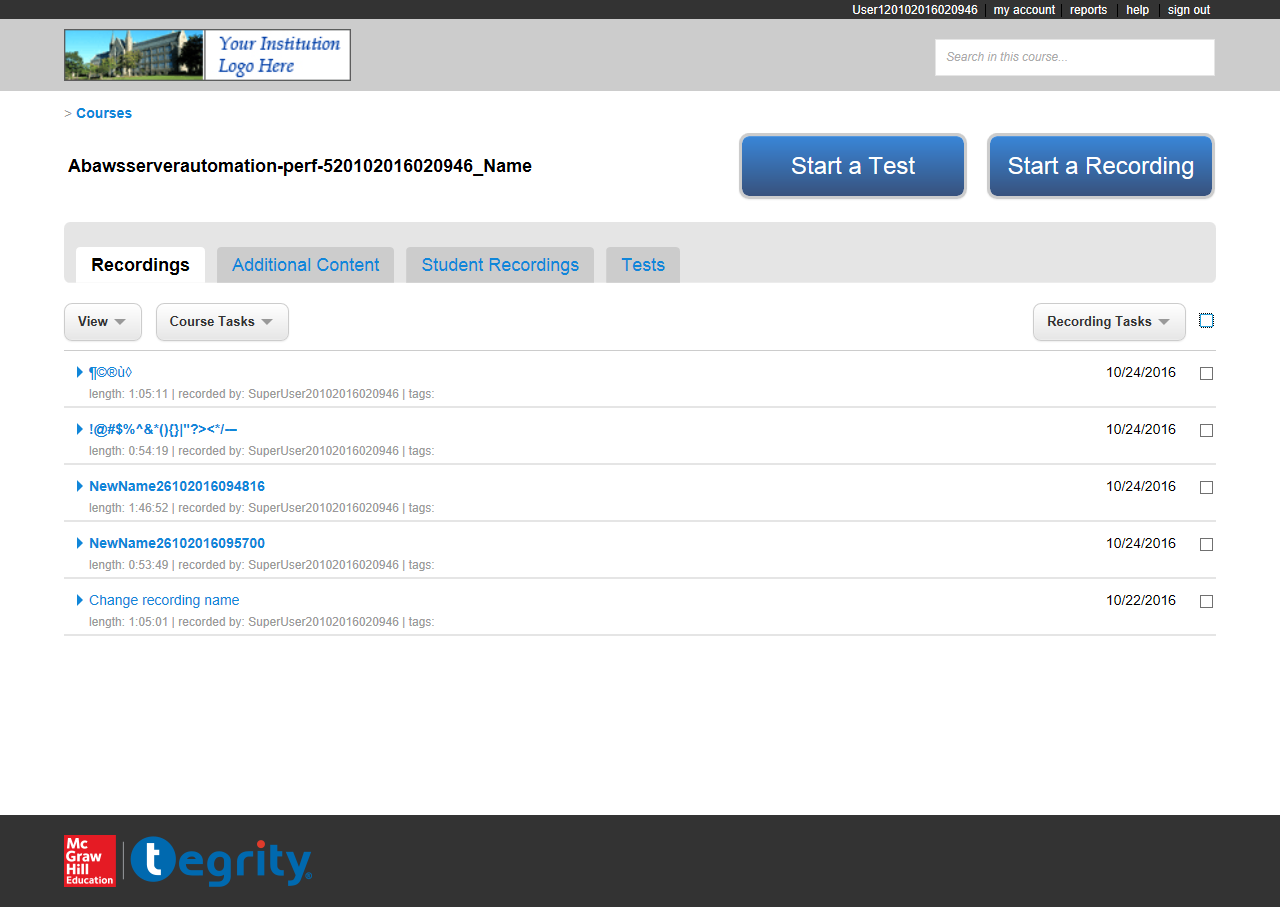 User120102016020946 my account reports help sign out
Your Institution
Logo Here
Search in this course...
> Courses
Abawsserverautomation-perf-520102016020946_Name
Start a Test
Start a Recording
Recordings
Additional Content
Student Recordings
Tests
View
Course Tasks
Recording Tasks
¶©®ù◊ 10/24/2016
length: 1:05:11 | recorded by: SuperUser20102016020946 | tags:
!@#$%^&*(){}|"?><*/— 10/24/2016
length: 0:54:19 | recorded by: SuperUser20102016020946 | tags:
NewName26102016094816 10/24/2016
length: 1:46:52 | recorded by: SuperUser20102016020946 | tags:
NewName26102016095700 10/24/2016
length: 0:53:49 | recorded by: SuperUser20102016020946 | tags:
Change recording name 10/22/2016
length: 1:05:01 | recorded by: SuperUser20102016020946 | tags:
Mc
Graw
Hill
Education
tegrity